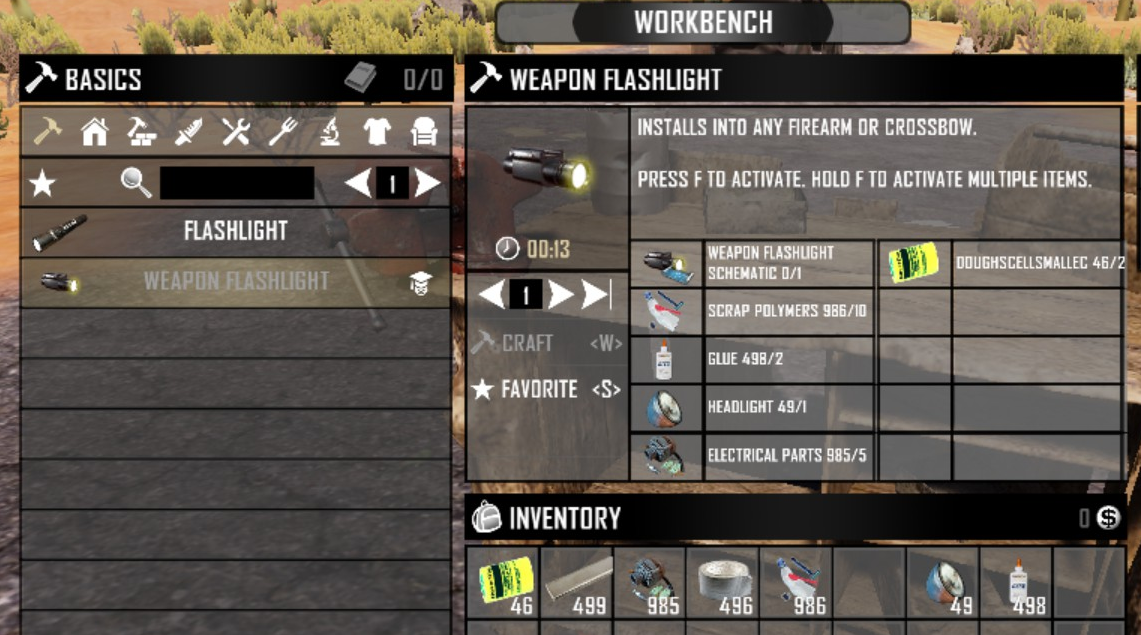 WORKBENCH
BASICS 0/0
1
FLASHLIGHT
WEAPON FLASHLIGHT
WEAPON FLASHLIGHT
INSTALLS INTO ANY FIREARM OR CROSSBOW.
PRESS F TO ACTIVATE. HOLD F TO ACTIVATE MULTIPLE ITEMS.
00:13
1
CRAFT <W>
FAVORITE <S>
WEAPON FLASHLIGHT
SCHEMATIC 0/1
SCRAP POLYMERS 986/10
GLUE 498/2
HEADLIGHT 49/1
ELECTRICAL PARTS 985/5
DOUGHSCELLSMALLEC 46/2
INVENTORY 0
46 499 985 496 986 49 498